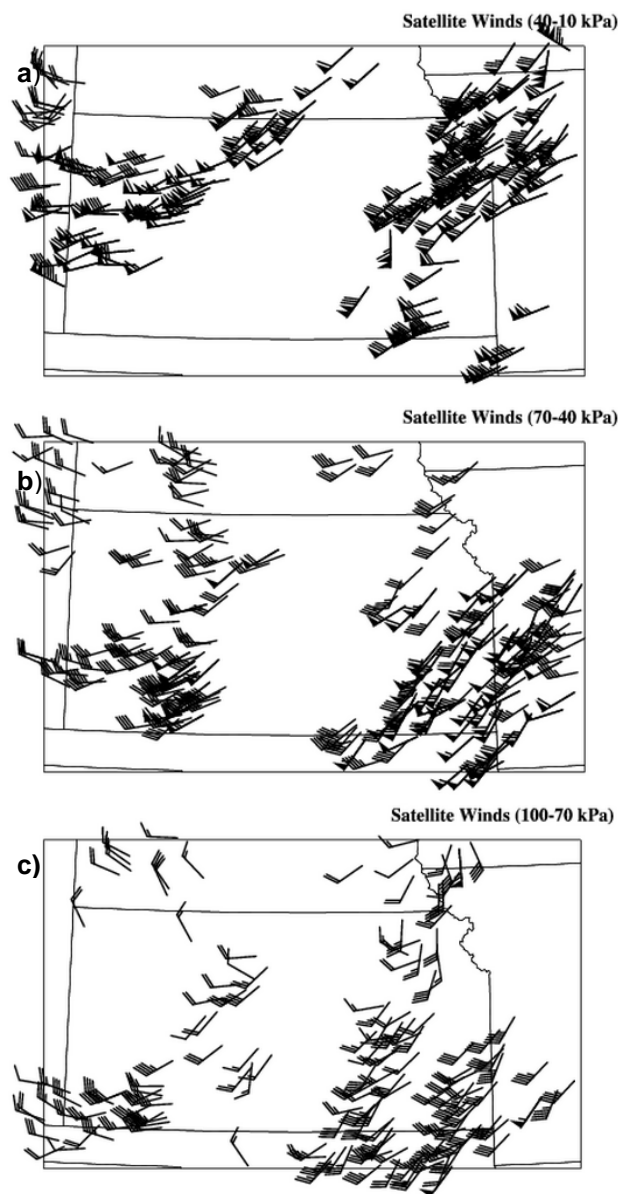 Satellite Winds (40-10 kPa)
a)
Satellite Winds (70-40 kPa)
b)
Satellite Winds (100-70 kPa)
c)